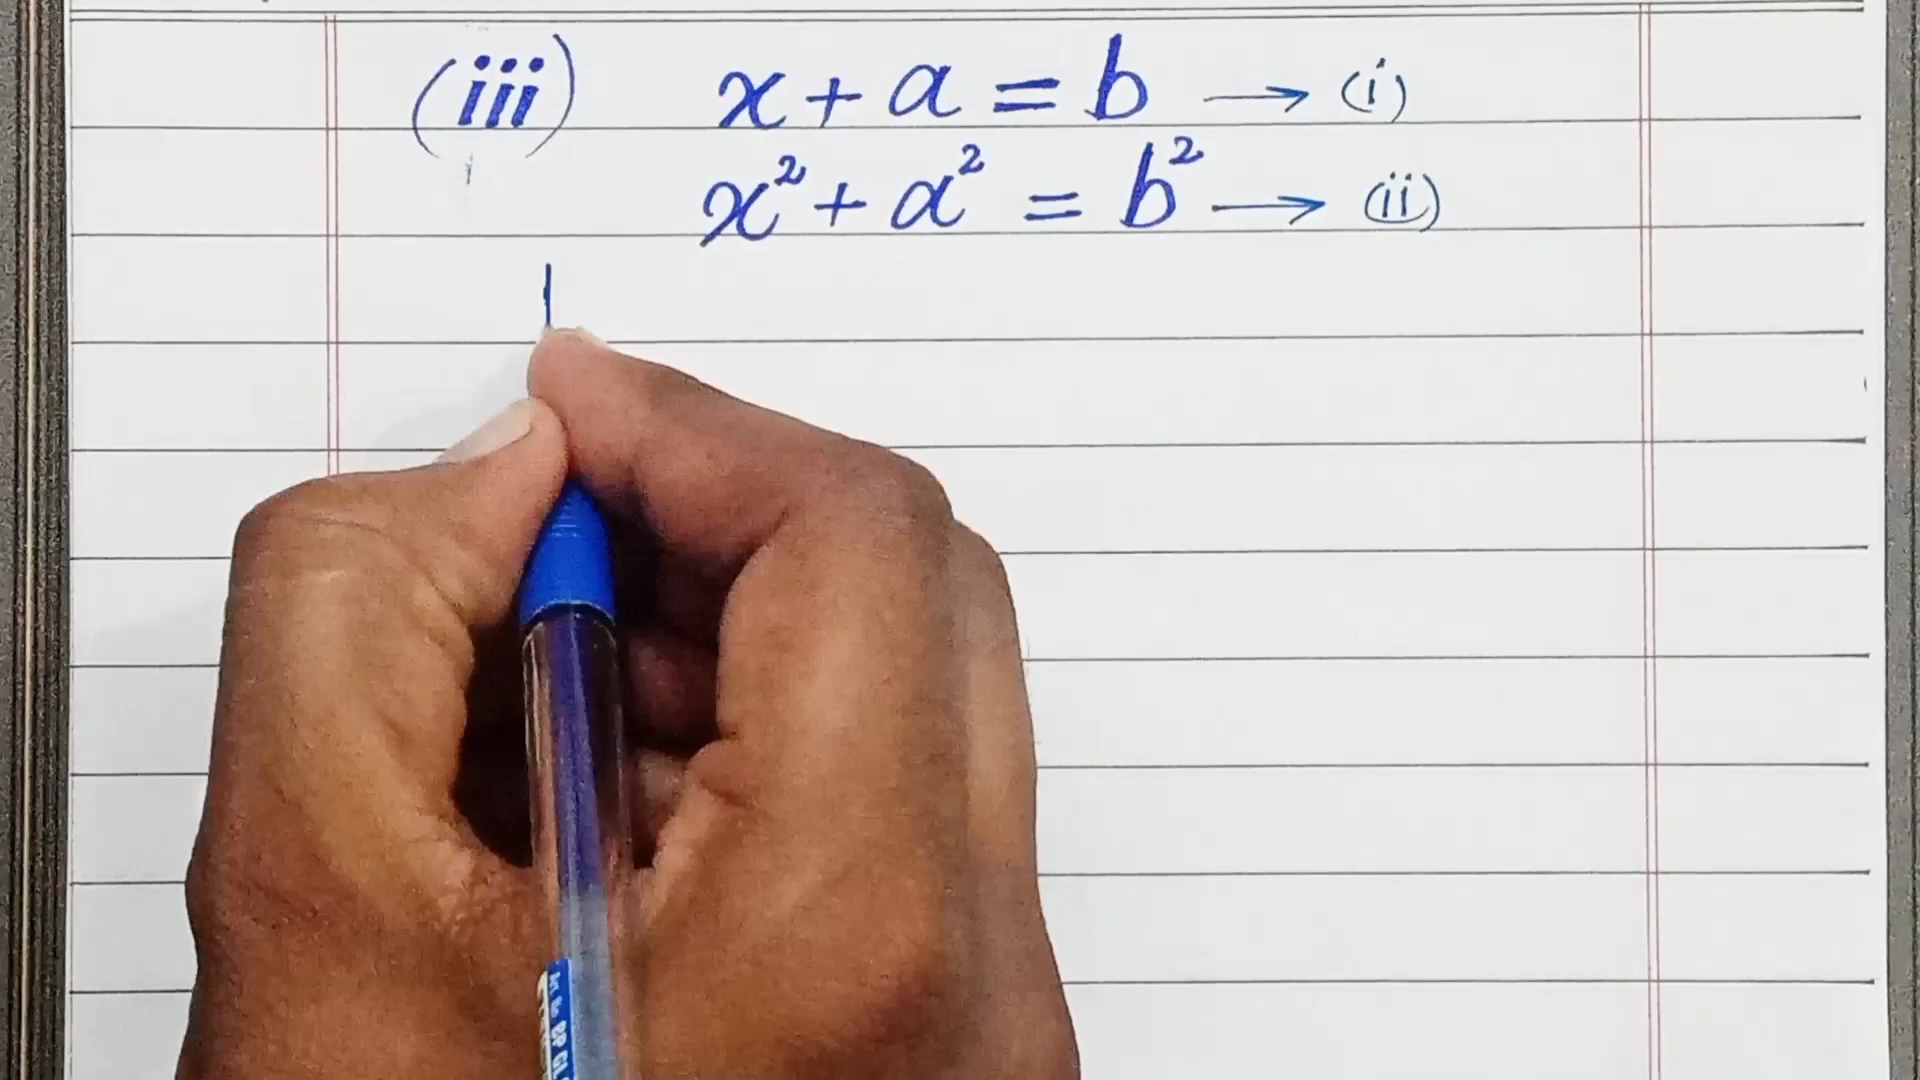 (iii) x + a = b → (i)
x² + a² = b² → (ii)